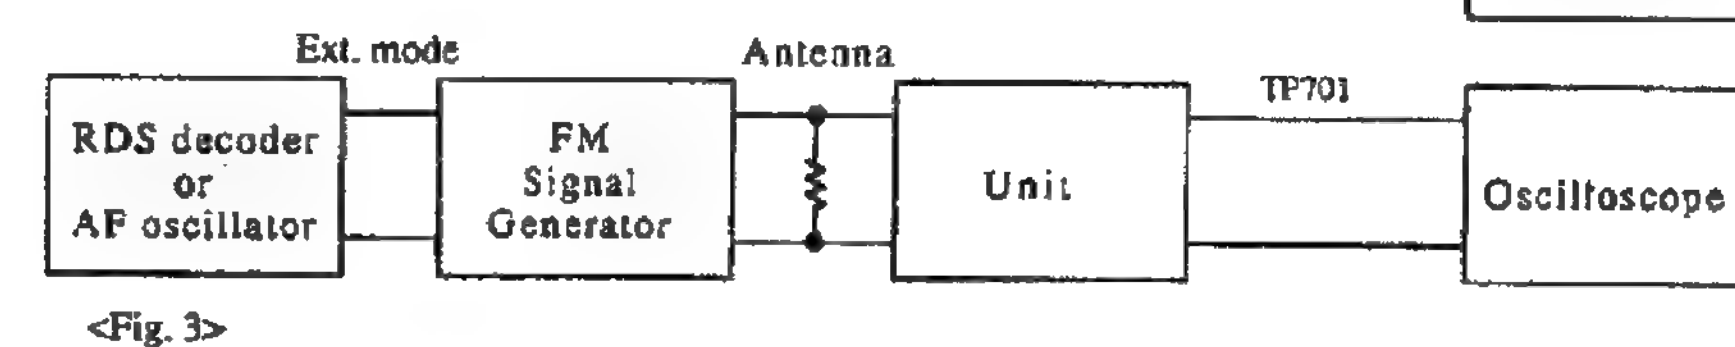 Ext. mode
Antenna
TP701
RDS decoder
or
AF oscillator
FM
Signal
Generator
Unit
Oscilloscope
<Fig. 3>